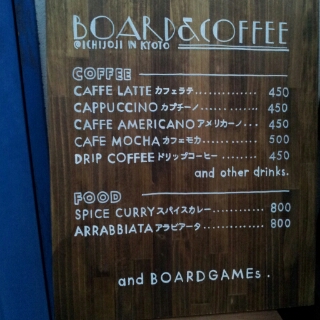 BOARD&COFFEE
@ICHIJOJI IN KYOTO
COFFEE
CAFFE LATTE カフェラテ.............. 450
CAPPUCCINO カプチーノ.............. 450
CAFFE AMERICANO アメリカーノ... 450
CAFE MOCHA カフェモカ............ 500
DRIP COFFEE ドリップコーヒー........ 450
and other drinks.
FOOD
SPICE CURRY スパイスカレー............ 800
ARRABBIATA アラビアータ............ 800
and BOARDGAMEs.